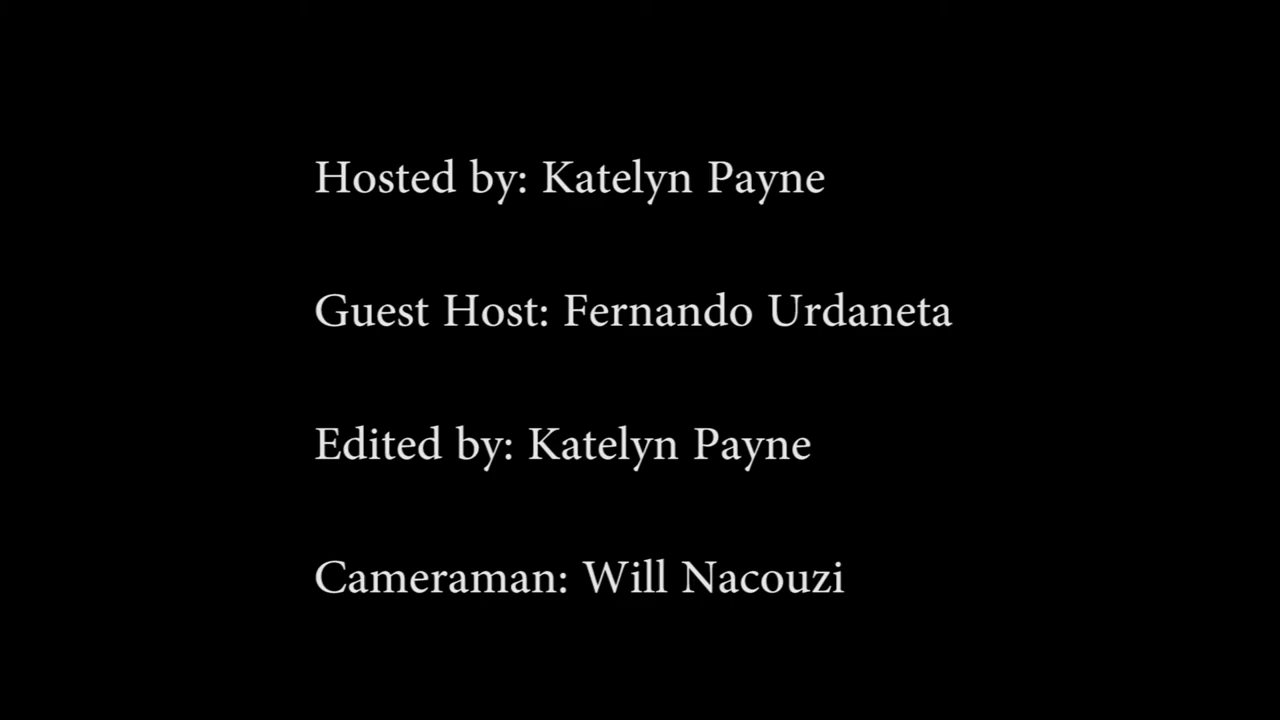 Hosted by: Katelyn Payne
Guest Host: Fernando Urdaneta
Edited by: Katelyn Payne
Cameraman: Will Nacouzi